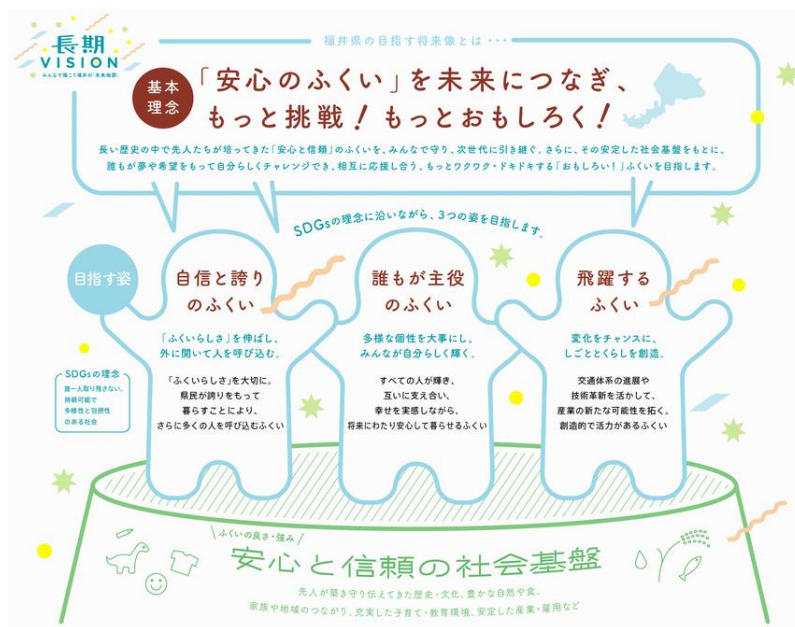 長期
VISION
みんなで描こう福井の「未来地図」
福井県の目指す将来像とは・・・
基本
理念
「安心のふくい」を未来につなぎ、
もっと挑戦！もっとおもしろく！
長い歴史の中で先人たちが培ってきた「安心と信頼」のふくいを、みんなで守り、次世代に引き継ぐ。さらに、その安定した社会基盤をもとに、
誰もが夢や希望をもって自分らしくチャレンジでき、相互に応援し合う、もっとワクワク・ドキドキする「おもしろい！」ふくいを目指します。
SDGsの理念に沿いながら、3つの姿を目指します。
目指す姿
自信と誇り
のふくい
「ふくいらしさ」を伸ばし、
外に開いて人を呼び込む。
「ふくいらしさ」を大切に。
県民が誇りをもって
暮らすことにより、
さらに多くの人を呼び込むふくい
誰もが主役
のふくい
多様な個性を大事にし、
みんなが自分らしく輝く。
すべての人が輝き、
互いに支え合い、
幸せを実感しながら、
将来にわたり安心して暮らせるふくい
飛躍する
ふくい
変化をチャンスに、
しごととくらしを創造。
交通体系の進展や
技術革新を活かして、
産業の新たな可能性を拓く。
創造的で活力があるふくい
SDGsの理念
誰一人取り残さない、
持続可能で
多様性と包摂性
のある社会
ふくいの良さ・強み
安心と信頼の社会基盤
先人が築き守り伝えてきた歴史・文化、豊かな自然や食、
家族や地域のつながり、充実した子育て・教育環境、安定した産業・雇用など